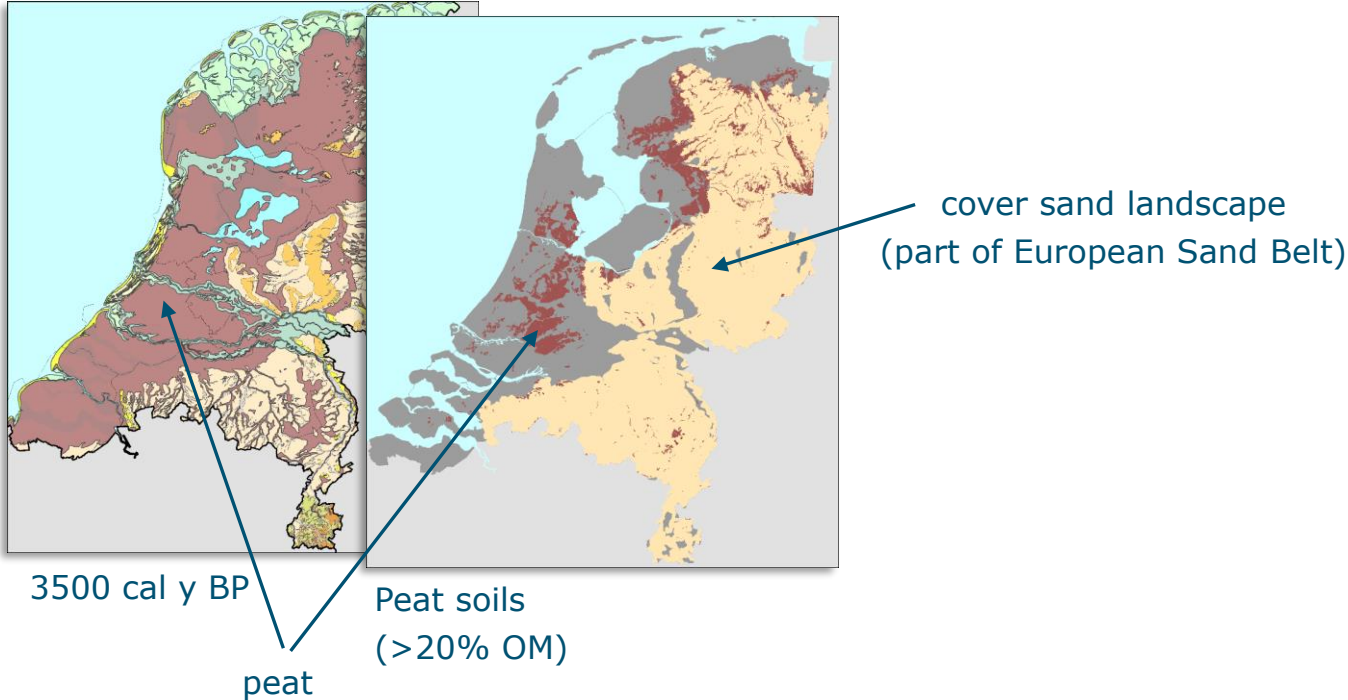 cover sand landscape
(part of European Sand Belt)
3500 cal y BP
Peat soils
(>20% OM)
peat